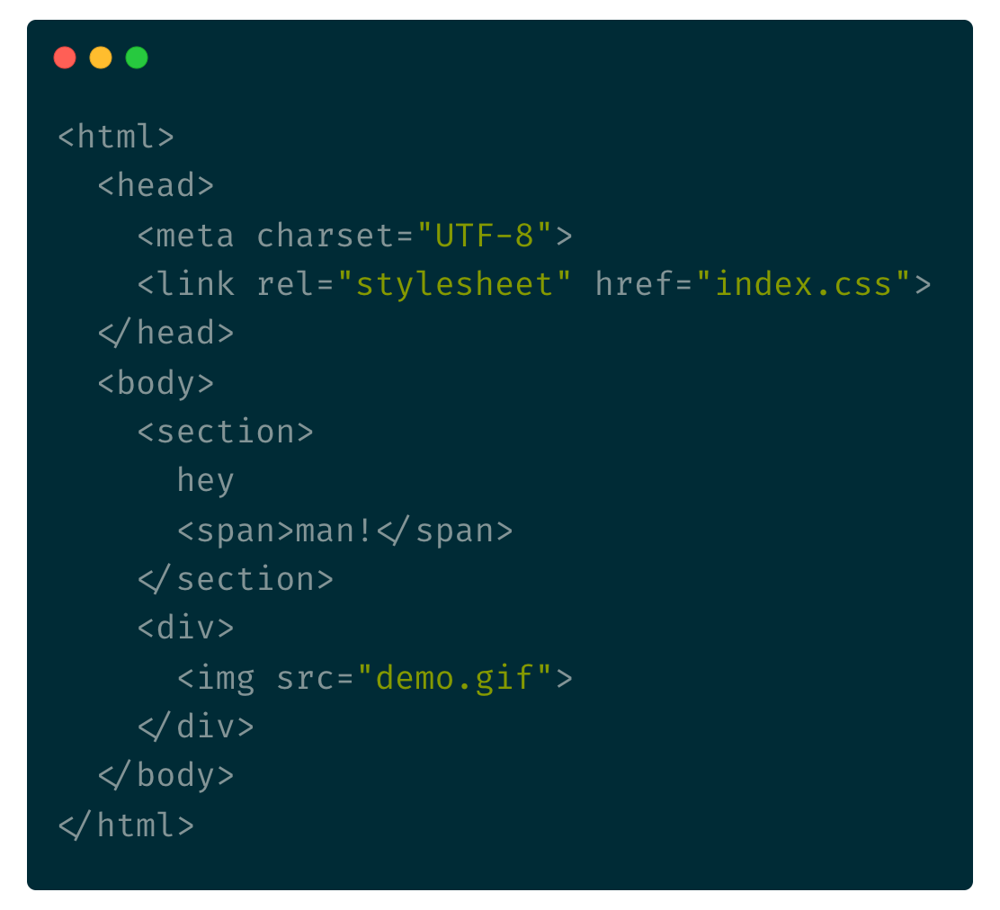 <html>
  <head>
    <meta charset="UTF-8">
    <link rel="stylesheet" href="index.css">
  </head>
  <body>
    <section>
      hey
      <span>man!</span>
    </section>
    <div>
      <img src="demo.gif">
    </div>
  </body>
</html>